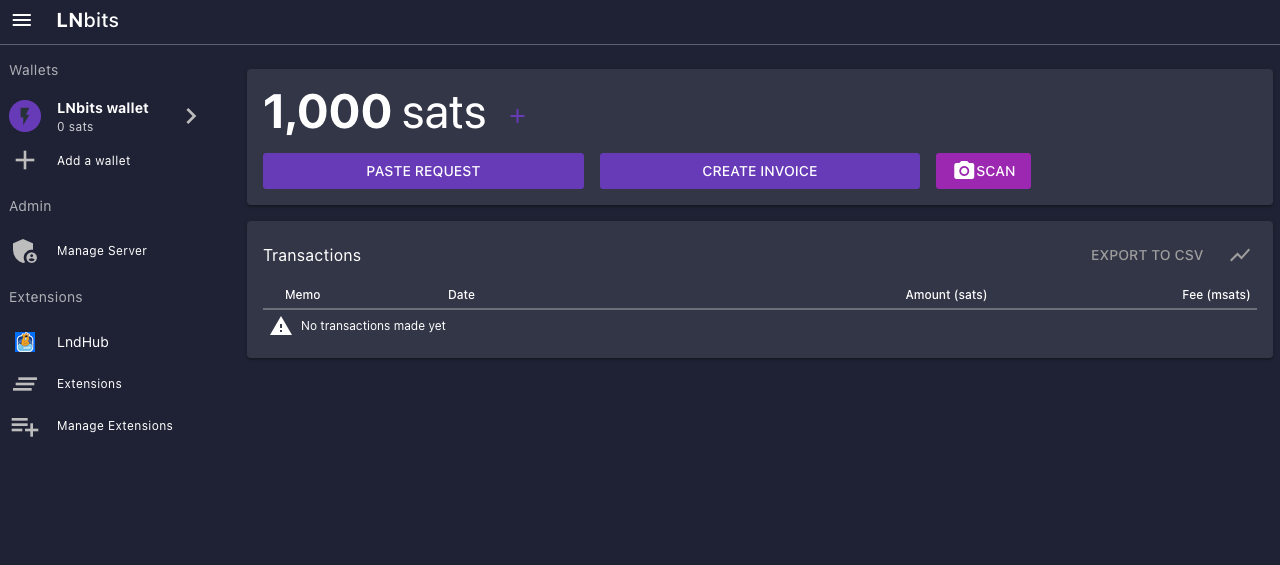 LNbits
Wallets
LNbits wallet
0 sats
Add a wallet
Admin
Manage Server
Extensions
LndHub
Extensions
Manage Extensions
1,000 sats +
PASTE REQUEST CREATE INVOICE SCAN
Transactions EXPORT TO CSV
Memo Date Amount (sats) Fee (msats)
No transactions made yet